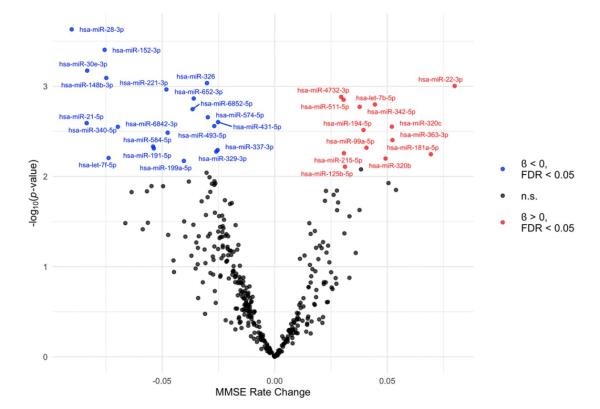 hsa-miR-28-3p
hsa-miR-152-3p
hsa-miR-30e-3p
hsa-miR-148b-3p
hsa-miR-221-3p
hsa-miR-326
hsa-miR-652-3p
hsa-miR-6852-5p
hsa-miR-21-5p
hsa-miR-340-5p
hsa-miR-6842-3p
hsa-miR-574-5p
hsa-miR-431-5p
hsa-miR-584-5p
hsa-miR-493-5p
hsa-let-7f-5p
hsa-miR-191-5p
hsa-miR-337-3p
hsa-miR-199a-5p
hsa-miR-329-3p
hsa-miR-22-3p
hsa-miR-4732-3p
hsa-let-7b-5p
hsa-miR-511-5p
hsa-miR-342-5p
hsa-miR-194-5p
hsa-miR-320c
hsa-miR-363-3p
hsa-miR-99a-5p
hsa-miR-181a-5p
hsa-miR-215-5p
hsa-miR-320b
hsa-miR-125b-5p
3
2
1
0
-log10(p-value)
-0.05
0.00
0.05
MMSE Rate Change
ß < 0,
FDR < 0.05
n.s.
ß > 0,
FDR < 0.05